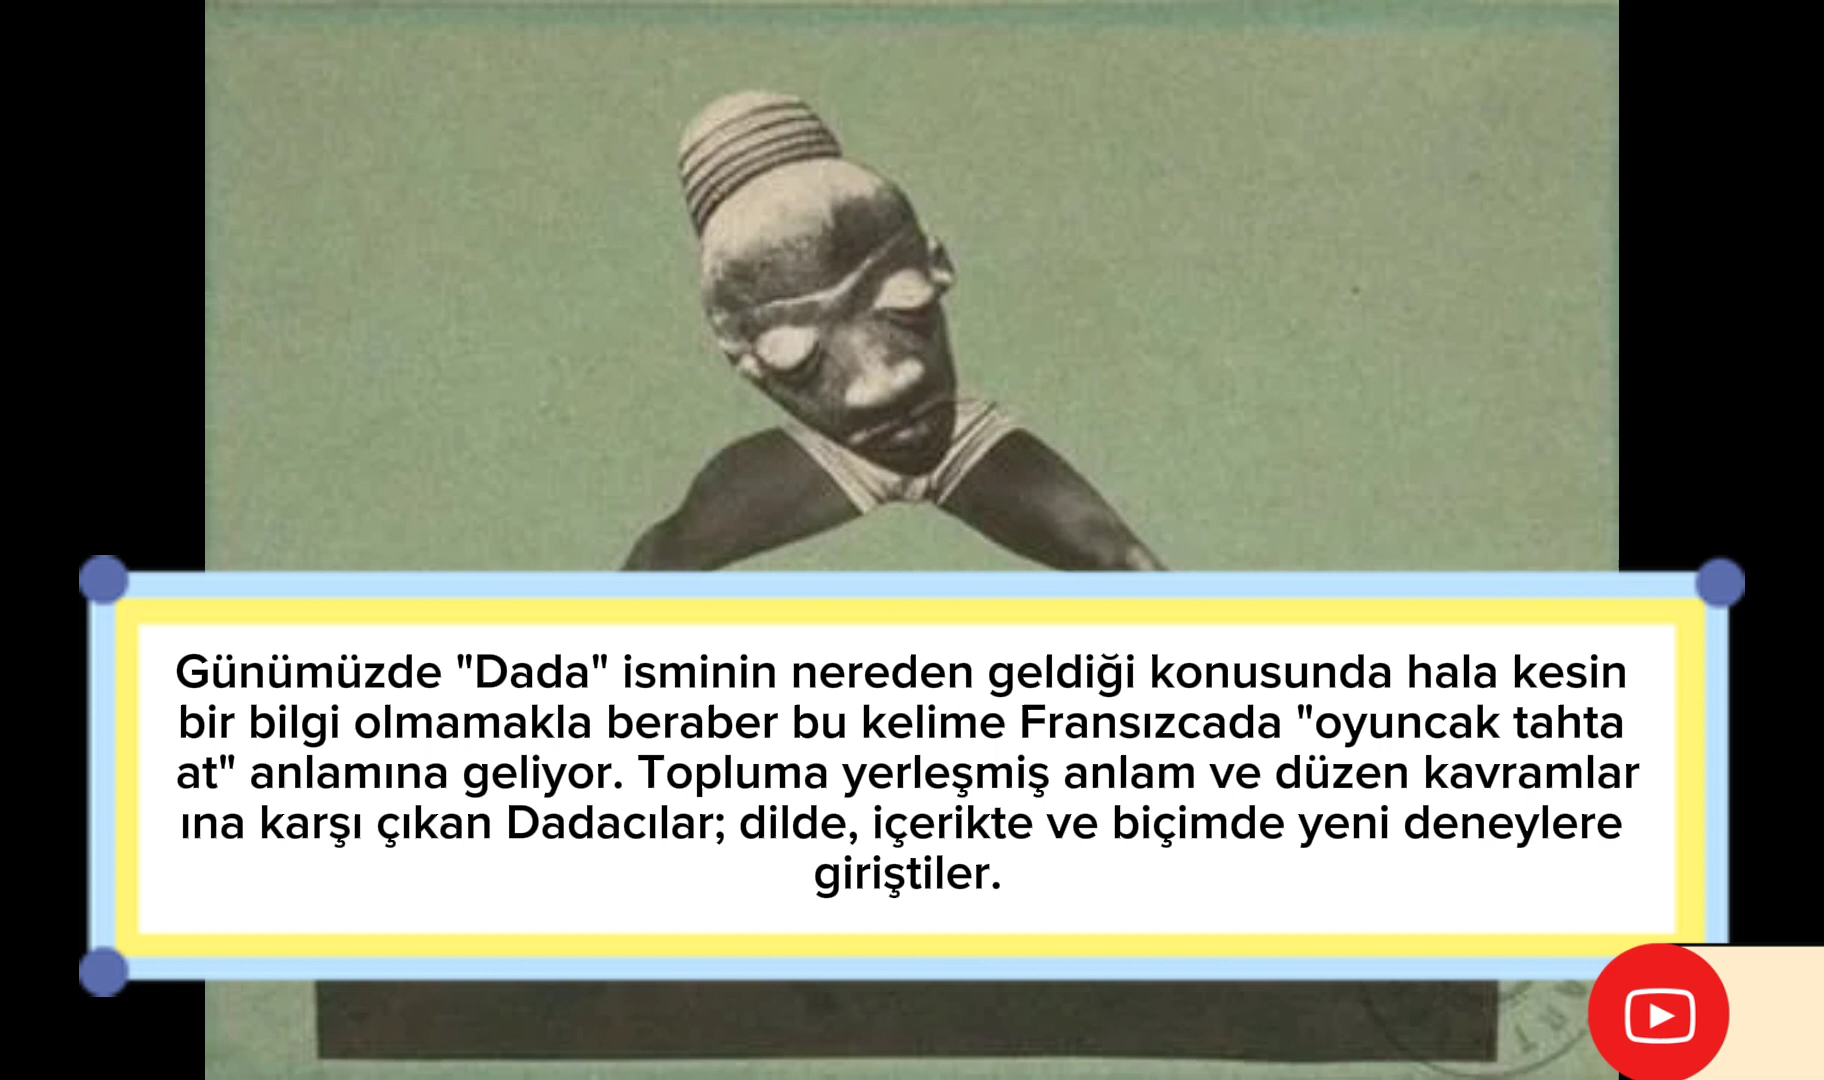 Günümüzde "Dada" isminin nereden geldiği konusunda hala kesin
bir bilgi olmamakla beraber bu kelime Fransızcada "oyuncak tahta
at" anlamına geliyor. Topluma yerleşmiş anlam ve düzen kavramlar
ına karşı çıkan Dadacılar; dilde, içerikte ve biçimde yeni deneylere
giriştiler.